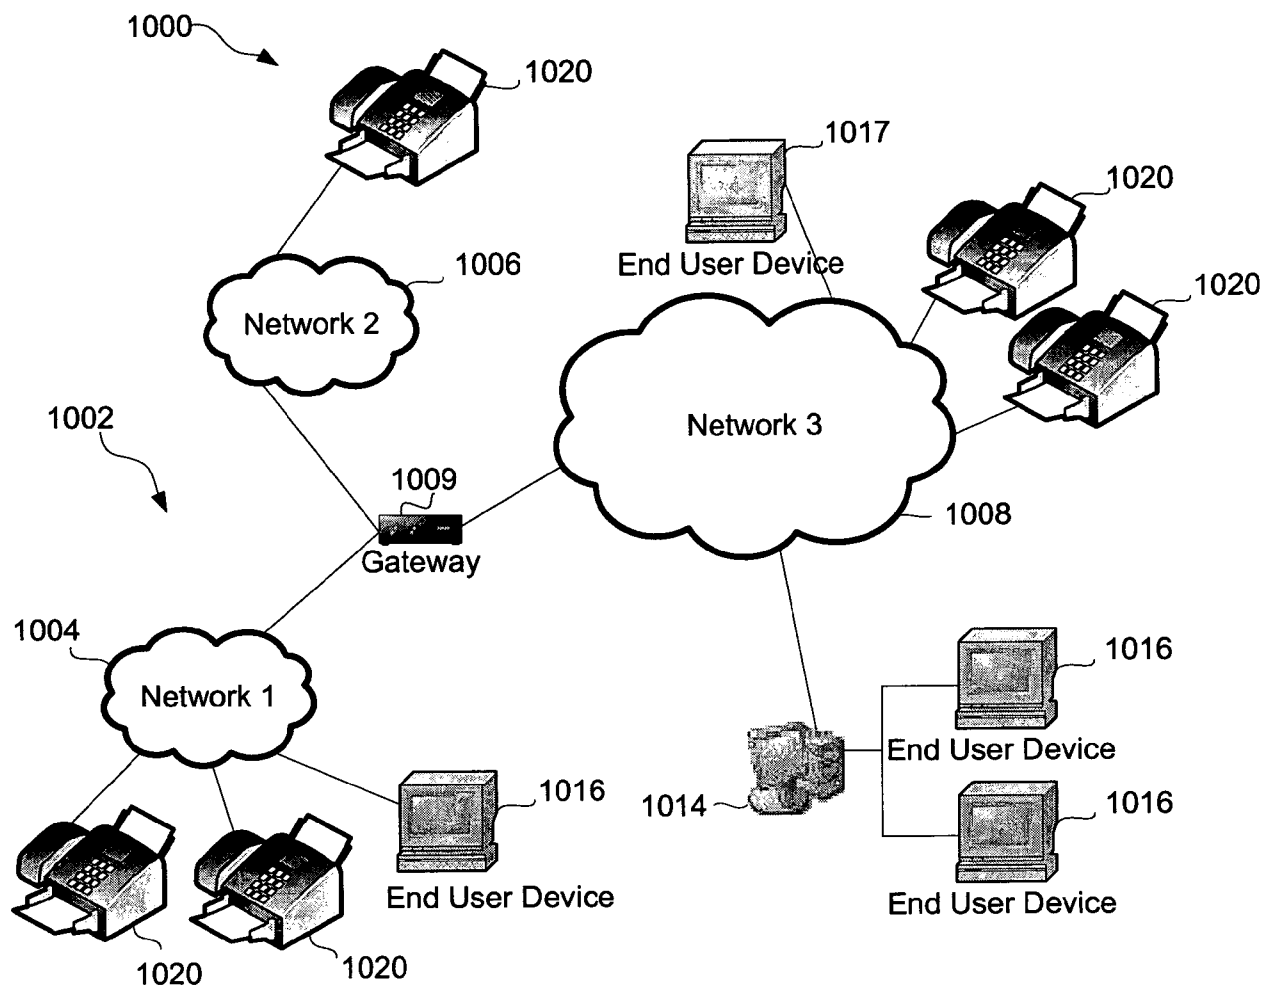 1000
1020
1017
1020
End User Device
1006
1020
Network 2
1002
Network 3
1009
1008
Gateway
1004
1016
Network 1
End User Device
1016
1014
1016
End User Device
End User Device
1020
1020